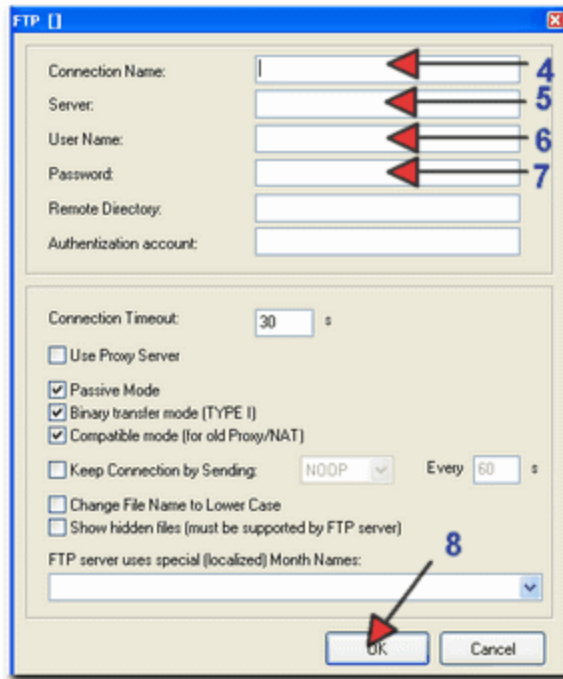 FTP []
Connection Name: 4
Server: 5
User Name: 6
Password: 7
Remote Directory:
Authentization account:
Connection Timeout: 30 s
Use Proxy Server
Passive Mode
Binary transfer mode (TYPE I)
Compatible mode (for old Proxy/NAT)
Keep Connection by Sending: NOOP Every 60 s
Change File Name to Lower Case
Show hidden files (must be supported by FTP server)
FTP server uses special (localized) Month Names:
8
OK Cancel